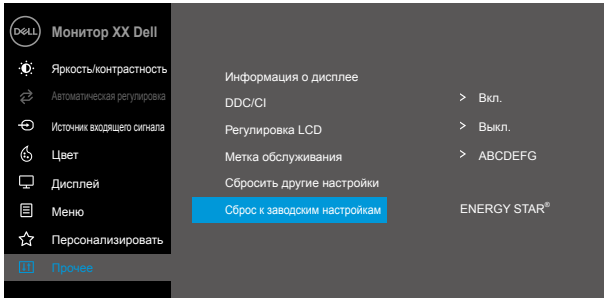 DELL
Монитор XX Dell
Яркость/контрастность
Автоматическая регулировка
Источник входящего сигнала
Цвет
Дисплей
Меню
Персонализировать
Прочее
Информация о дисплее
DDC/CI > Вкл.
Регулировка LCD > Выкл.
Метка обслуживания > ABCDEFG
Сбросить другие настройки
Сброс к заводским настройкам ENERGY STAR®